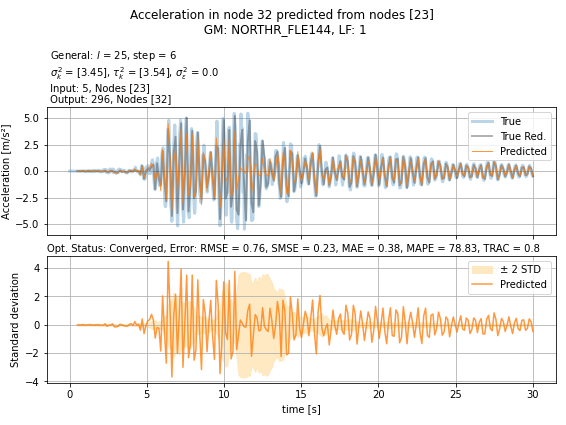 Acceleration in node 32 predicted from nodes [23]
GM: NORTHR_FLE144, LF: 1
General: l = 25, step = 6
σ²ₖ = [3.45], τ²ₖ = [3.54], σ²ε = 0.0
Input: 5, Nodes [23]
Output: 296, Nodes [32]
Acceleration [m/s²]
5.0
2.5
0.0
−2.5
−5.0
True
True Red.
Predicted
Opt. Status: Converged, Error: RMSE = 0.76, SMSE = 0.23, MAE = 0.38, MAPE = 78.83, TRAC = 0.8
Standard deviation
4
2
0
−2
−4
± 2 STD
Predicted
0 5 10 15 20 25 30
time [s]